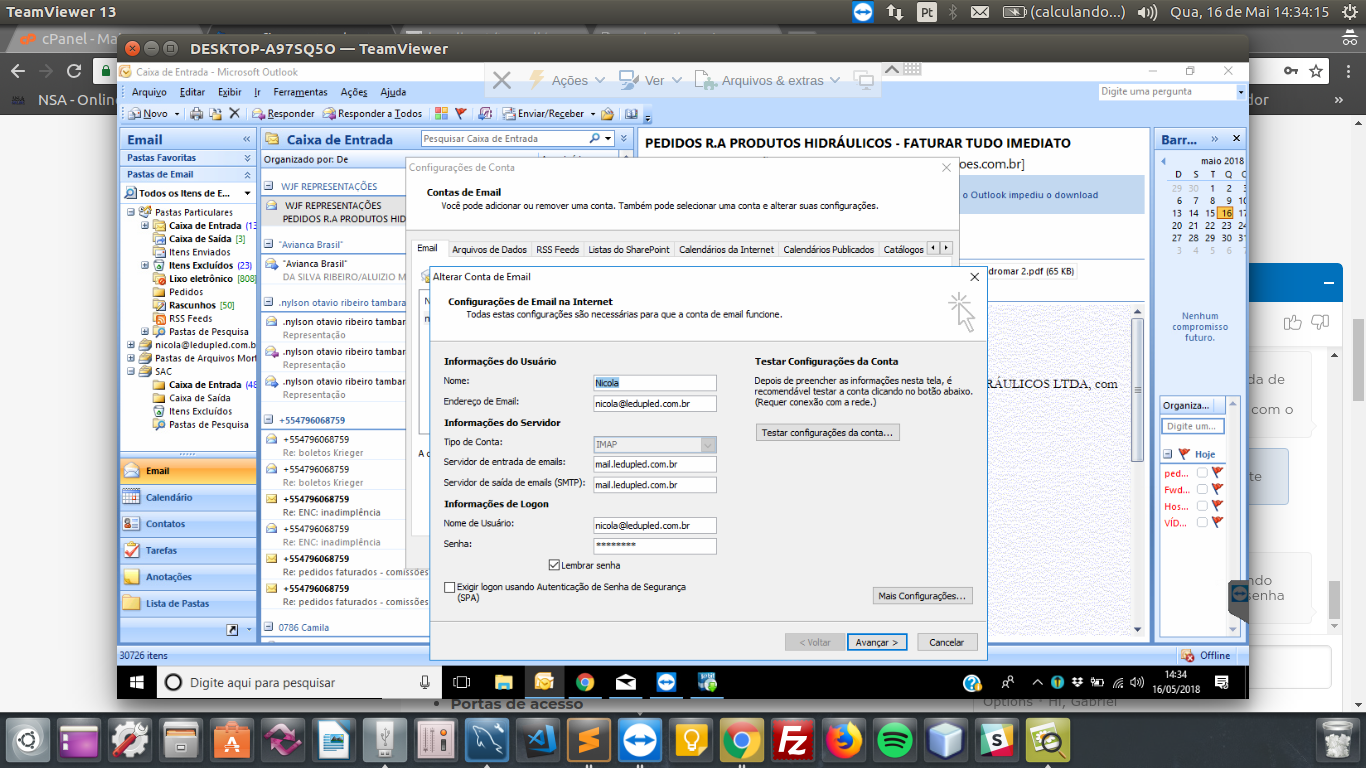 TeamViewer 13
Pt
(calculando...)
Qua, 16 de Mai 14:34:15
cPanel - Ma
DESKTOP-A97SQ5O — TeamViewer
NSA - Onlin
Caixa de Entrada - Microsoft Outlook
Ações
Ver
Arquivos & extras
Arquivo Editar Exibir Ir Ferramentas Ações Ajuda
Digite uma pergunta
Novo
Responder
Responder a Todos
Enviar/Receber
dor
Email
Pastas Favoritas
Pastas de Email
Todos os Itens de E...
Pastas Particulares
Caixa de Entrada (13
Caixa de Saída [3]
Itens Enviados
Itens Excluídos (23)
Lixo eletrônico [808]
Pedidos
Rascunhos [50]
RSS Feeds
Pastas de Pesquisa
nicola@ledupled.com.b
Pastas de Arquivos Mort
SAC
Caixa de Entrada (48
Caixa de Saída
Itens Excluídos
Pastas de Pesquisa
Email
Calendário
Contatos
Tarefas
Anotações
Lista de Pastas
30726 itens
Caixa de Entrada
Pesquisar Caixa de Entrada
Organizado por: De
WJF REPRESENTAÇÕES
WJF REPRESENTAÇÕES
PEDIDOS R.A PRODUTOS HID
"Avianca Brasil"
"Avianca Brasil"
DA SILVA RIBEIRO/ALUIZIO M
.nylson otavio ribeiro tambara
.nylson otavio ribeiro tambar
Representação
.nylson otavio ribeiro tambar
Representação
.nylson otavio ribeiro tambar
Representação
+554796068759
+554796068759
Re: boletos Krieger
+554796068759
Re: boletos Krieger
+554796068759
Re: ENC: inadimplência
+554796068759
Re: ENC: inadimplência
+554796068759
Re: pedidos faturados - comissões
+554796068759
Re: pedidos faturados - comissões
0786 Camila
PEDIDOS R.A PRODUTOS HIDRÁULICOS - FATURAR TUDO IMEDIATO
oes.com.br]
o Outlook impediu o download
dromar 2.pdf (65 KB)
RÁULICOS LTDA, com
Configurações de Conta
Contas de Email
Você pode adicionar ou remover uma conta. Também pode selecionar uma conta e alterar suas configurações.
Email
Arquivos de Dados
RSS Feeds
Listas do SharePoint
Calendários da Internet
Calendários Publicados
Catálogos
N
n
A c
Alterar Conta de Email
Configurações de Email na Internet
Todas estas configurações são necessárias para que a conta de email funcione.
Informações do Usuário
Nome:
Nicola
Endereço de Email:
nicola@ledupled.com.br
Informações do Servidor
Tipo de Conta:
IMAP
Servidor de entrada de emails:
mail.ledupled.com.br
Servidor de saída de emails (SMTP):
mail.ledupled.com.br
Informações de Logon
Nome de Usuário:
nicola@ledupled.com.br
Senha:
********
Lembrar senha
Exigir logon usando Autenticação de Senha de Segurança
(SPA)
Testar Configurações da Conta
Depois de preencher as informações nesta tela, é
recomendável testar a conta clicando no botão abaixo.
(Requer conexão com a rede.)
Testar configurações da conta...
Mais Configurações...
< Voltar
Avançar >
Cancelar
Barr...
maio 2018
D S T Q Q
29 30 1 2 3
6 7 8 9 10
13 14 15 16 17
20 21 22 23 24
27 28 29 30 31
3 4 5 6
Nenhum
compromisso
futuro.
Organiza...
Digite um...
Hoje
ped...
Fwd...
Hos...
VÍD...
Offline
da de
com o
te
ndo
senha
Digite aqui para pesquisar
14:34
16/05/2018
Portas de acesso
Options • Hi, Gabriel